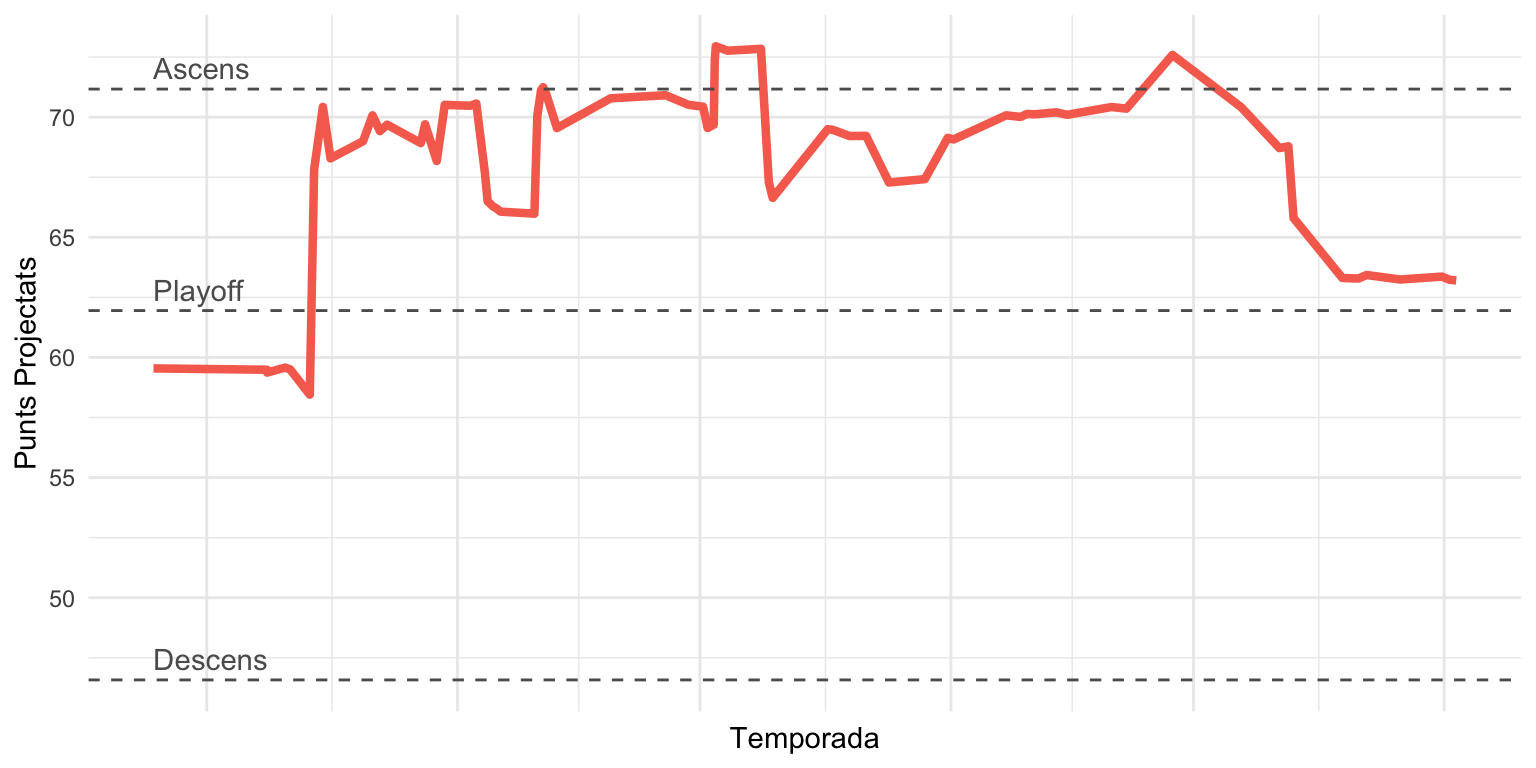 Ascens
70
65
Playoff
60
55
50
Descens
Punts Projectats
Temporada